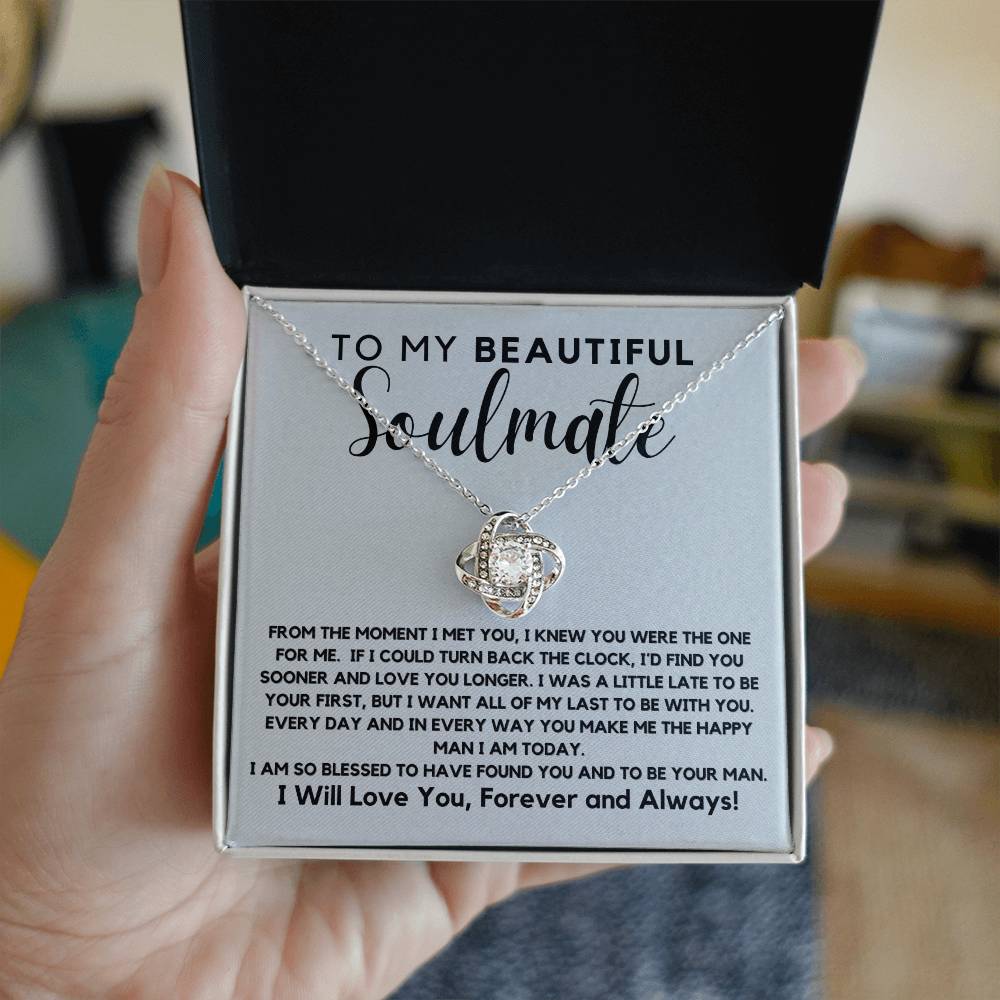 TO MY BEAUTIFUL
Soulmate
FROM THE MOMENT I MET YOU, I KNEW YOU WERE THE ONE
FOR ME. IF I COULD TURN BACK THE CLOCK, I'D FIND YOU
SOONER AND LOVE YOU LONGER. I WAS A LITTLE LATE TO BE
YOUR FIRST, BUT I WANT ALL OF MY LAST TO BE WITH YOU.
EVERY DAY AND IN EVERY WAY YOU MAKE ME THE HAPPY
MAN I AM TODAY.
I AM SO BLESSED TO HAVE FOUND YOU AND TO BE YOUR MAN.
I Will Love You, Forever and Always!